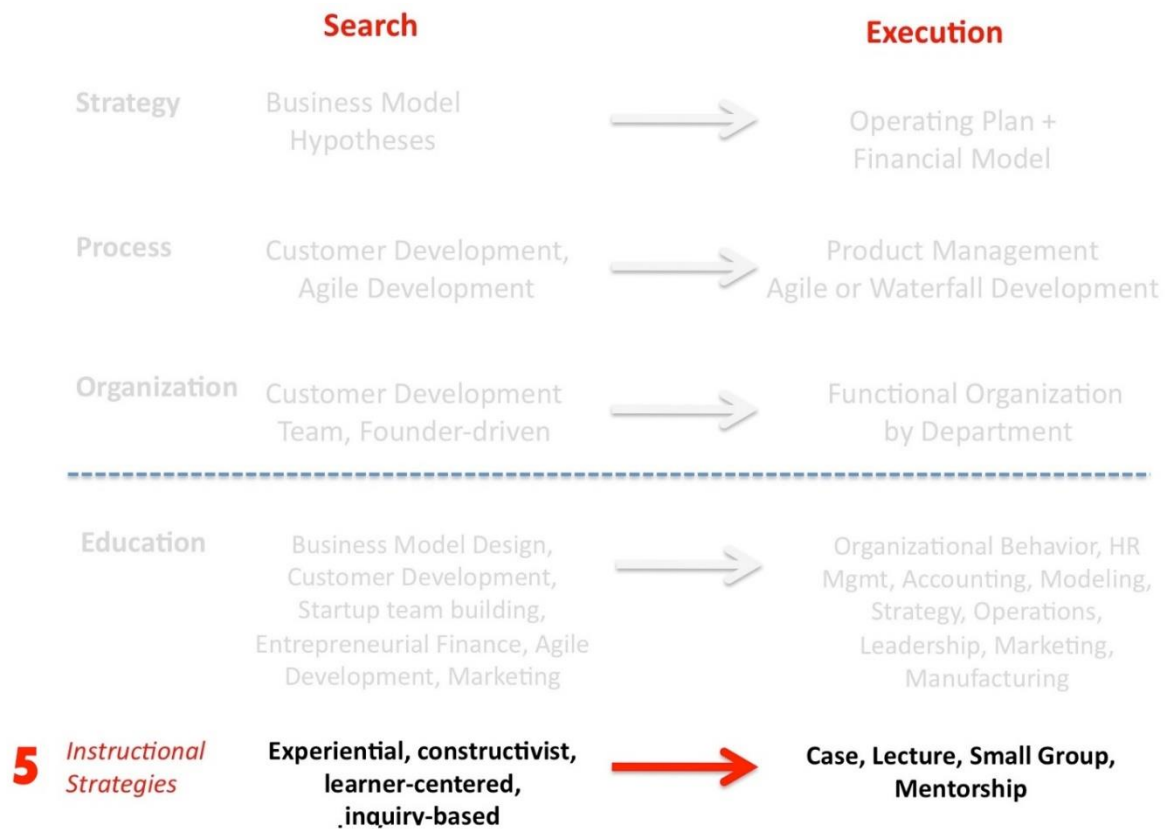 Search
Execution
Strategy
Business Model
Hypotheses
Operating Plan +
Financial Model
Process
Customer Development,
Agile Development
Product Management
Agile or Waterfall Development
Organization
Customer Development
Team, Founder-driven
Functional Organization
by Department
Education
Business Model Design,
Customer Development,
Startup team building,
Entrepreneurial Finance, Agile
Development, Marketing
Organizational Behavior, HR
Mgmt, Accounting, Modeling,
Strategy, Operations,
Leadership, Marketing,
Manufacturing
5
Instructional
Strategies
Experiential, constructivist,
learner-centered,
inquiry-based
Case, Lecture, Small Group,
Mentorship